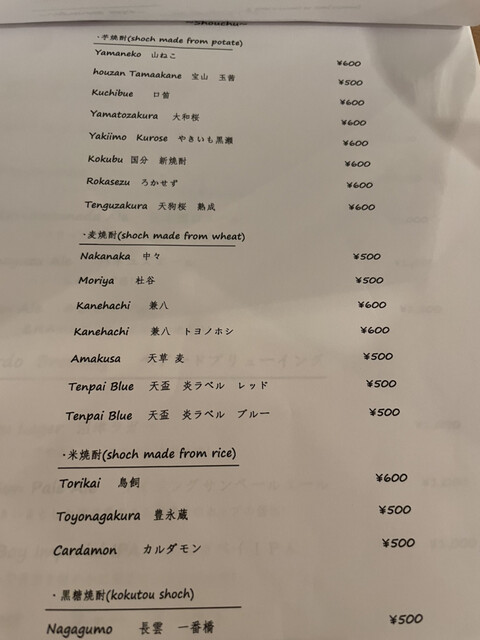 ~Shouchu~
・芋焼酎(shoch made from potate)
Yamaneko 山ねこ ¥600
houzan Tamaakane 宝山 玉茜 ¥500
Kuchibue 口笛 ¥600
Yamatozakura 大和桜 ¥600
Yakiimo Kurose やきいも黒瀬 ¥600
Kokubu 国分 新焼酎 ¥600
Rokasezu ろかせず ¥600
Tenguzakura 天狗桜 熟成 ¥600
・麦焼酎(shoch made from wheat)
Nakanaka 中々 ¥500
Moriya 杜谷 ¥500
Kanehachi 兼八 ¥600
Kanehachi 兼八 トヨノホシ ¥600
Amakusa 天草 麦 ¥500
Tenpai Blue 天盃 炎ラベル レッド ¥500
Tenpai Blue 天盃 炎ラベル ブルー ¥500
・米焼酎(shoch made from rice)
Torikai 鳥飼 ¥600
Toyonagakura 豊永蔵 ¥500
Cardamon カルダモン ¥500
・黒糖焼酎(kokutou shoch)
Nagagumo 長雲 一番橋 ¥500